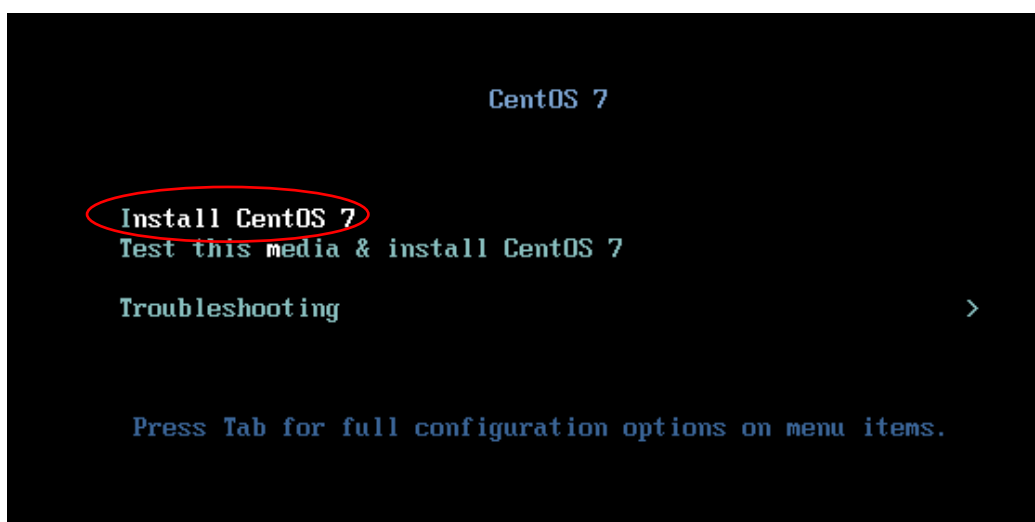 CentOS 7
Install CentOS 7
Test this media & install CentOS 7
Troubleshooting >
Press Tab for full configuration options on menu items.